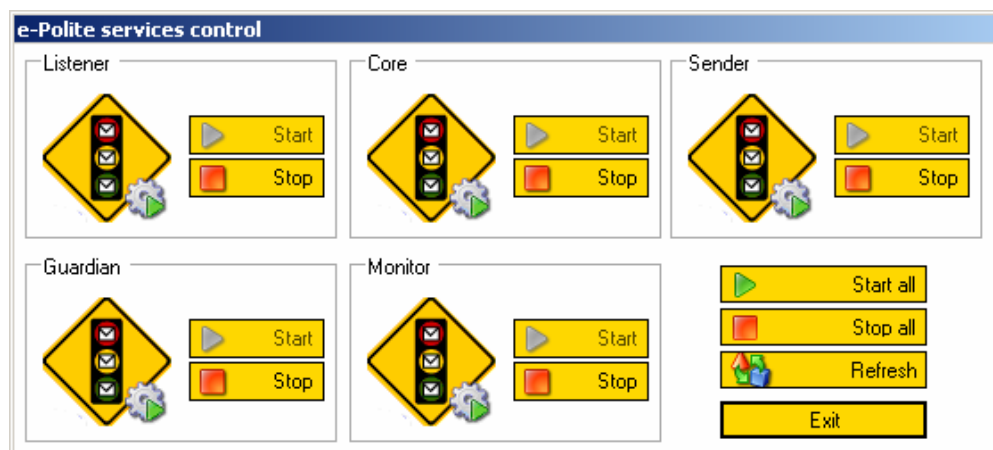 e-Polite services control
Listener
Start
Stop
Core
Start
Stop
Sender
Start
Stop
Guardian
Start
Stop
Monitor
Start
Stop
Start all
Stop all
Refresh
Exit